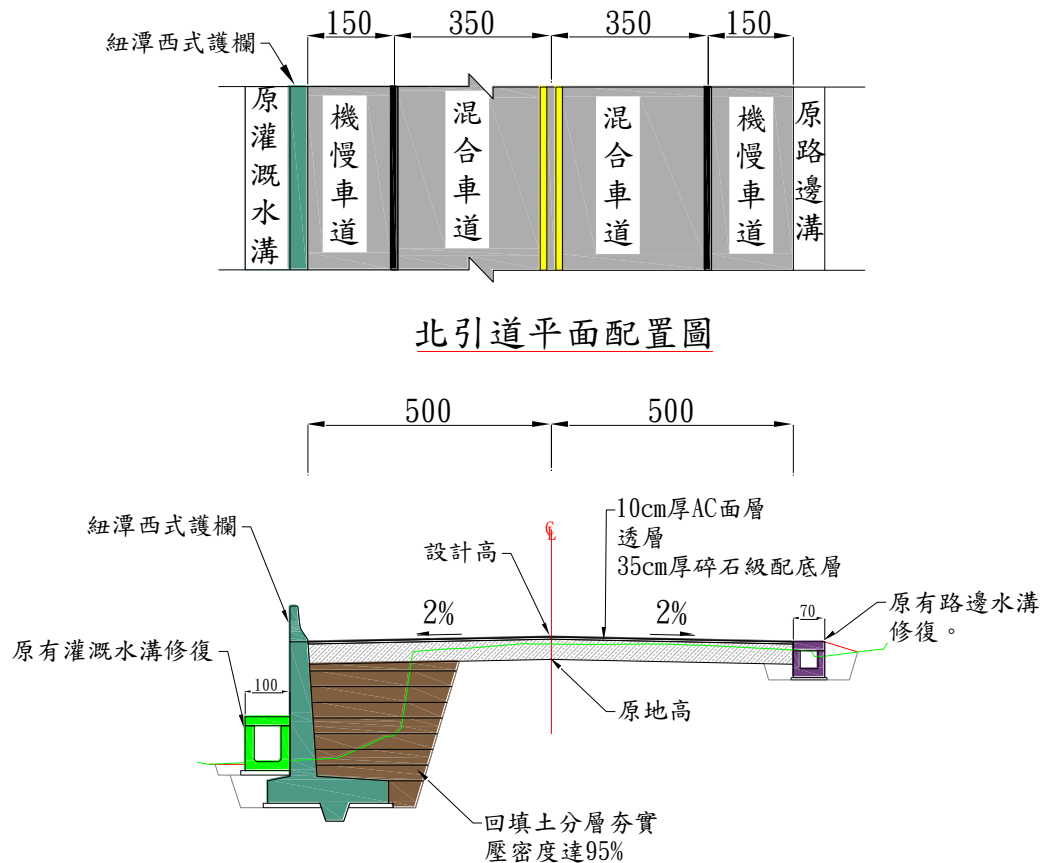 150
350
350
150
紐潭西式護欄
原灌溉水溝
機慢車道
混合車道
混合車道
機慢車道
原路邊溝
北引道平面配置圖
500
500
紐潭西式護欄
設計高
℄
10cm厚AC面層
透層
35cm厚碎石級配底層
2%
2%
70
原有路邊水溝
修復。
原有灌溉水溝修復
100
原地高
回填土分層夯實
壓密度達95%